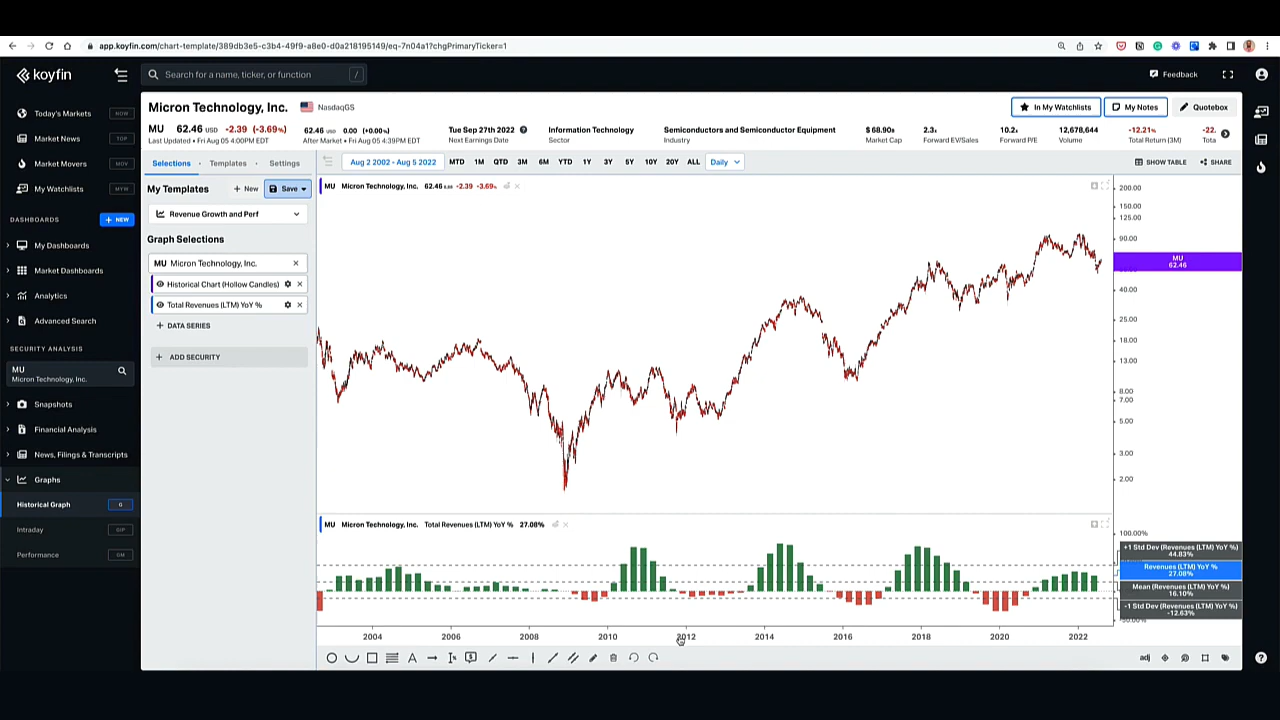 app.koyfin.com/chart-template/389db3e5-c3b4-49f9-a8e0-d0a218195149/eq-7n04a1?chgPrimaryTicker=1
koyfin
Search for a name, ticker, or function /
Feedback
Today's Markets
Market News TOP
Market Movers MOV
My Watchlists MYW
DASHBOARDS + NEW
My Dashboards
Market Dashboards
Analytics
Advanced Search
SECURITY ANALYSIS
MU
Micron Technology, Inc.
Snapshots
Financial Analysis
News, Filings & Transcripts
Graphs
Historical Graph G
Intraday GIP
Performance GM
Micron Technology, Inc. NasdaqGS
In My Watchlists My Notes Quotebox
MU 62.46 USD -2.39 (-3.69%) 62.46 USD 0.00 (+0.00%) Tue Sep 27th 2022 Information Technology Semiconductors and Semiconductor Equipment $ 68.90B 2.3x 10.2x 12,678,644 -12.21% -22.
Last Updated • Fri Aug 05 4:00PM EDT After Market • Fri Aug 05 4:39PM EDT Next Earnings Date Sector Industry Market Cap Forward EV/Sales Forward P/E Volume Total Return (3M) Tota
Selections Templates Settings
Aug 2 2002 - Aug 5 2022 MTD 1M QTD 3M 6M YTD 1Y 3Y 5Y 10Y 20Y ALL Daily
SHOW TABLE SHARE
My Templates + New Save
Revenue Growth and Perf
Graph Selections
MU Micron Technology, Inc.
Historical Chart (Hollow Candles)
Total Revenues (LTM) YoY %
+ DATA SERIES
+ ADD SECURITY
MU Micron Technology, Inc. 62.46 -2.39 -3.69%
200.00
150.00
125.00
90.00
MU
62.46
40.00
25.00
18.00
13.00
8.00
7.00
5.00
3.00
2.00
MU Micron Technology, Inc. Total Revenues (LTM) YoY % 27.08%
100.00%
+1 Std Dev (Revenues (LTM) YoY %)
44.83%
Revenues (LTM) YoY %
27.08%
Mean (Revenues (LTM) YoY %)
16.10%
-1 Std Dev (Revenues (LTM) YoY %)
-12.63%
2004 2006 2008 2010 2012 2014 2016 2018 2020 2022
adj